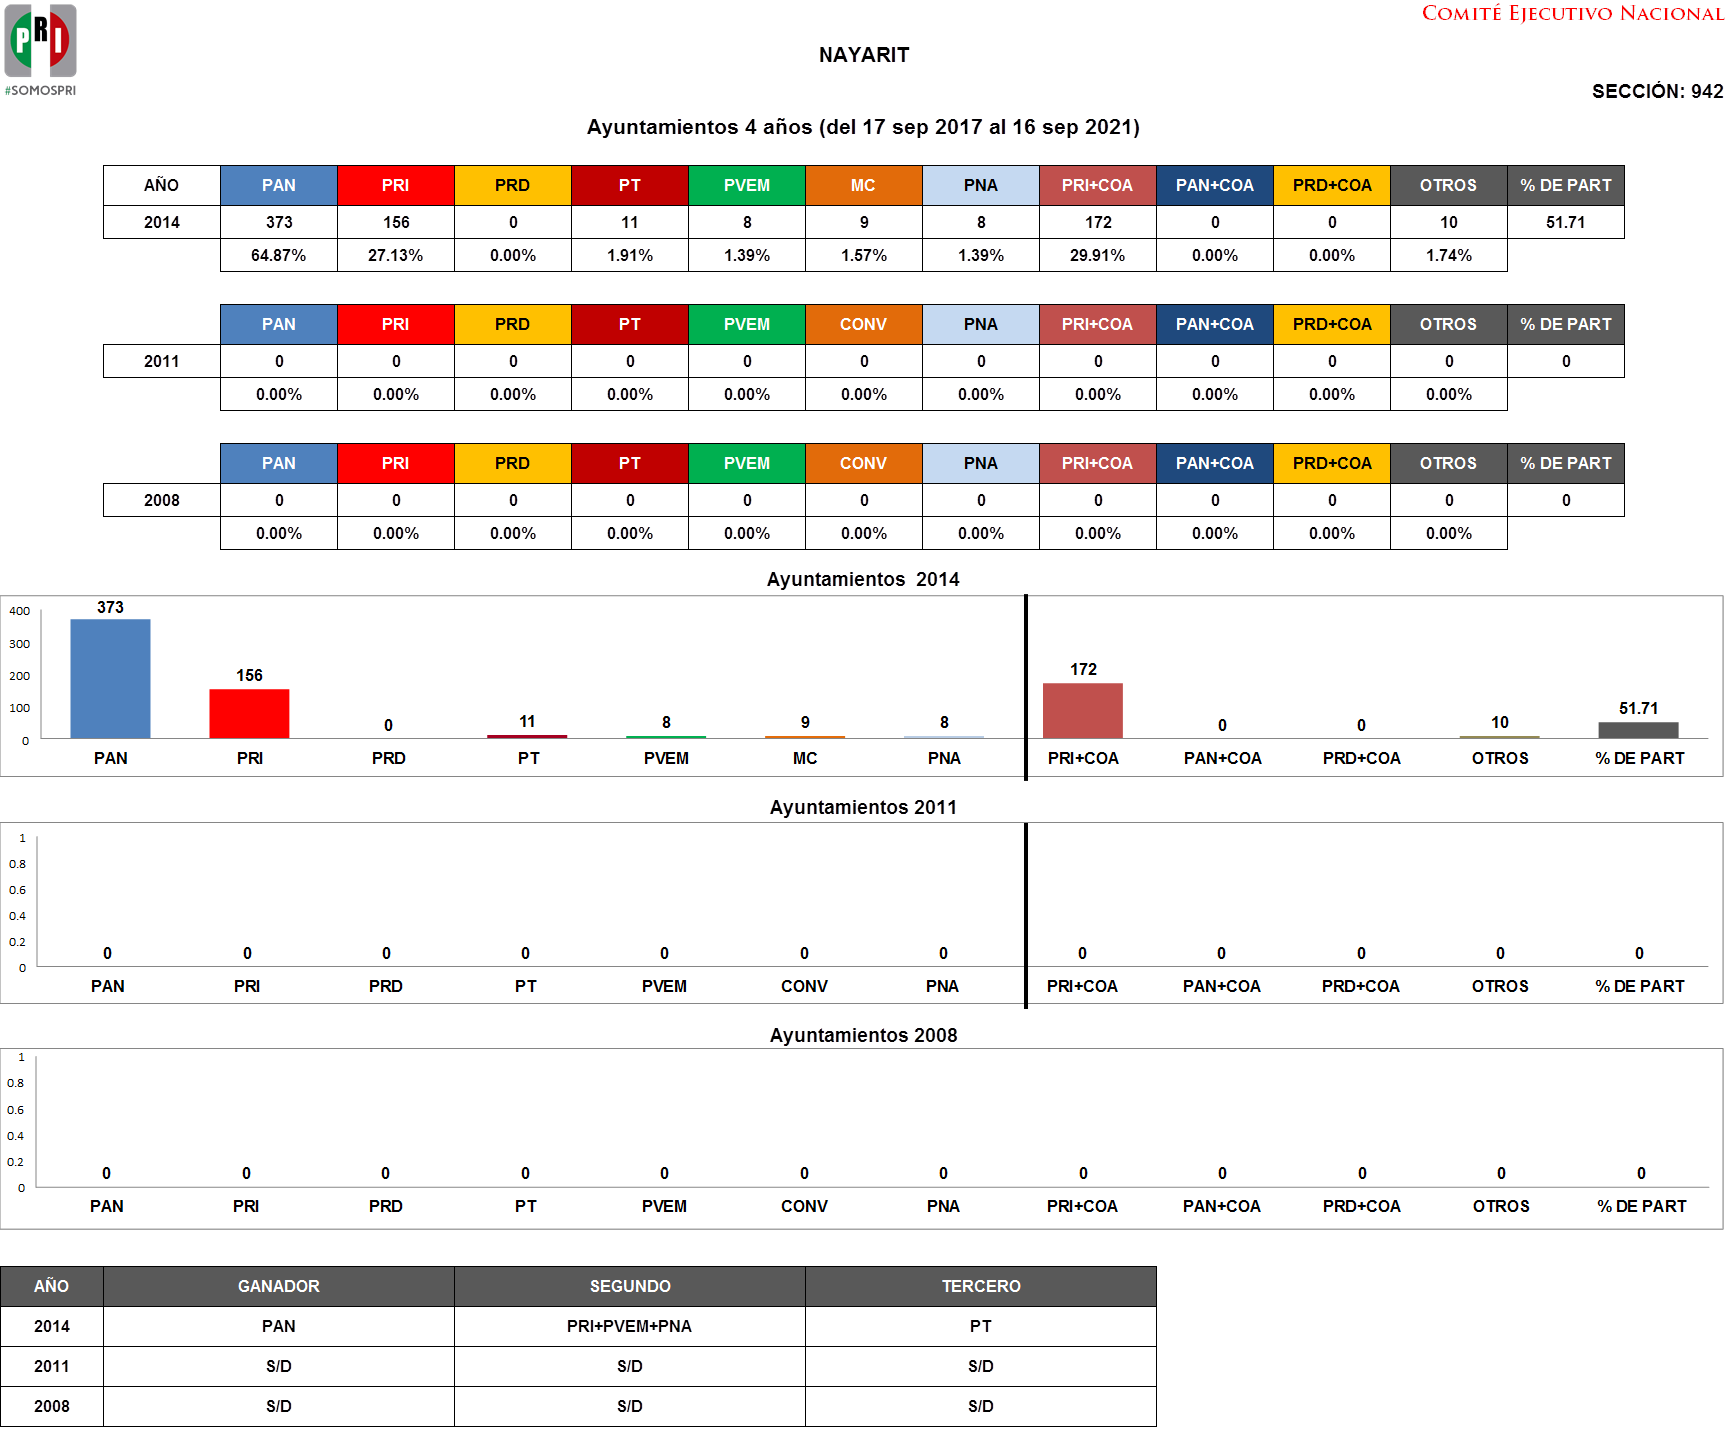 PRI
#SOMOSPRI
COMITÉ EJECUTIVO NACIONAL
NAYARIT
SECCIÓN: 942
Ayuntamientos 4 años (del 17 sep 2017 al 16 sep 2021)
AÑO PAN PRI PRD PT PVEM MC PNA PRI+COA PAN+COA PRD+COA OTROS % DE PART
2014 373 156 0 11 8 9 8 172 0 0 10 51.71
64.87% 27.13% 0.00% 1.91% 1.39% 1.57% 1.39% 29.91% 0.00% 0.00% 1.74%
PAN PRI PRD PT PVEM CONV PNA PRI+COA PAN+COA PRD+COA OTROS % DE PART
2011 0 0 0 0 0 0 0 0 0 0 0 0
0.00% 0.00% 0.00% 0.00% 0.00% 0.00% 0.00% 0.00% 0.00% 0.00% 0.00%
PAN PRI PRD PT PVEM CONV PNA PRI+COA PAN+COA PRD+COA OTROS % DE PART
2008 0 0 0 0 0 0 0 0 0 0 0 0
0.00% 0.00% 0.00% 0.00% 0.00% 0.00% 0.00% 0.00% 0.00% 0.00% 0.00%
Ayuntamientos 2014
400
300
200
100
0
373 156 0 11 8 9 8 172 0 0 10 51.71
PAN PRI PRD PT PVEM MC PNA PRI+COA PAN+COA PRD+COA OTROS % DE PART
Ayuntamientos 2011
1
0.8
0.6
0.4
0.2
0
0 0 0 0 0 0 0 0 0 0 0 0
PAN PRI PRD PT PVEM CONV PNA PRI+COA PAN+COA PRD+COA OTROS % DE PART
Ayuntamientos 2008
1
0.8
0.6
0.4
0.2
0
0 0 0 0 0 0 0 0 0 0 0 0
PAN PRI PRD PT PVEM CONV PNA PRI+COA PAN+COA PRD+COA OTROS % DE PART
AÑO GANADOR SEGUNDO TERCERO
2014 PAN PRI+PVEM+PNA PT
2011 S/D S/D S/D
2008 S/D S/D S/D